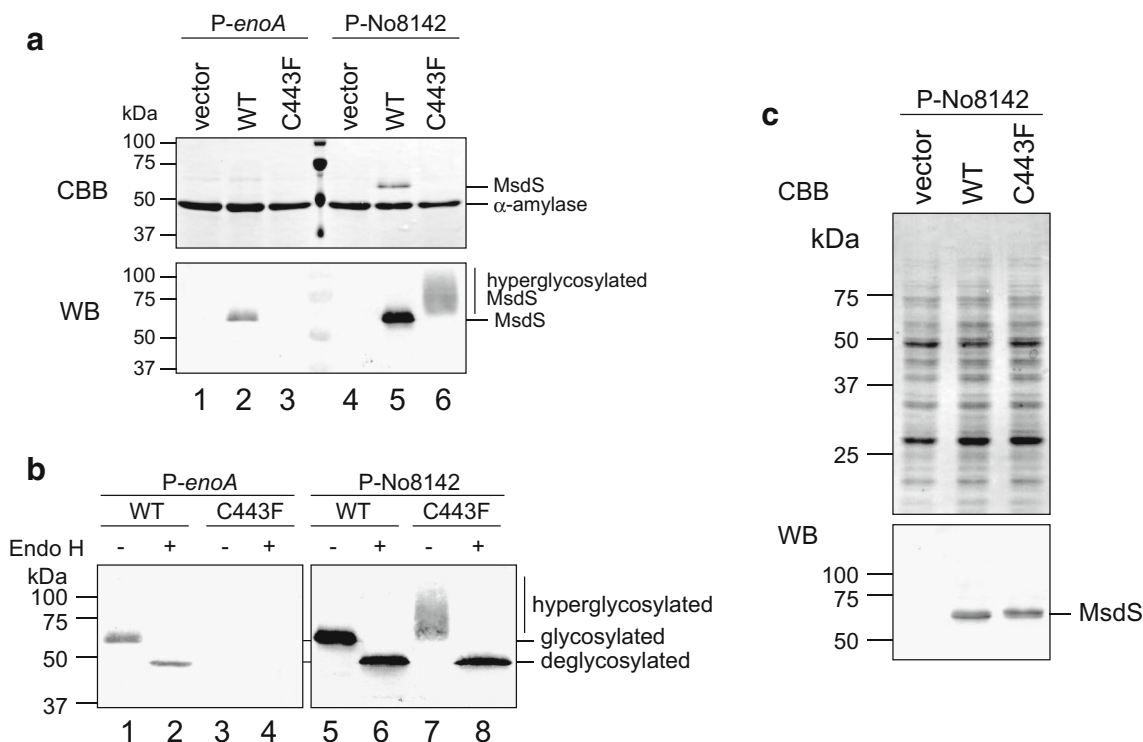 a
P-enoA P-No8142
vector WT C443F vector WT C443F
kDa
CBB
100
75
50
37
MsdS
α-amylase
WB
100
75
50
37
hyperglycosylated
MsdS
MsdS
1 2 3 4 5 6
b
P-enoA P-No8142
WT C443F WT C443F
Endo H - + - + - + - +
kDa
100
75
50
37
hyperglycosylated
glycosylated
deglycosylated
1 2 3 4 5 6 7 8
c
P-No8142
vector WT C443F
CBB
kDa
75
50
37
25
WB
100
75
50
MsdS